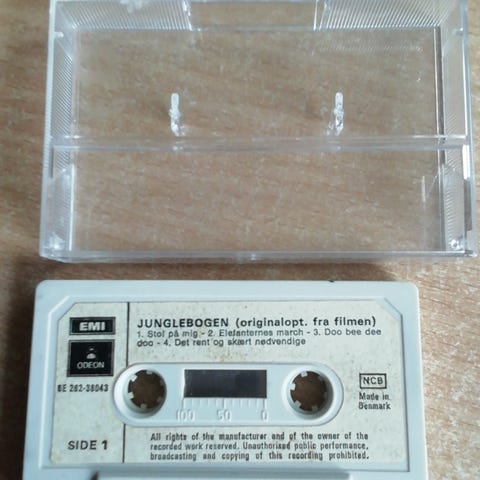 EMI
ODEON
6E 262-38043
SIDE 1
JUNGLEBOGEN (originalopt. fra filmen)
1. Stol på mig - 2. Elefanternes march - 3. Doo bee dee
doo - 4. Det rent og skært nødvendige
100 50 0
NCB
Made in
Denmark
All rights of the manufacturer and of the owner of the
recorded work reserved. Unauthorised public performance,
broadcasting and copying of this recording prohibited.